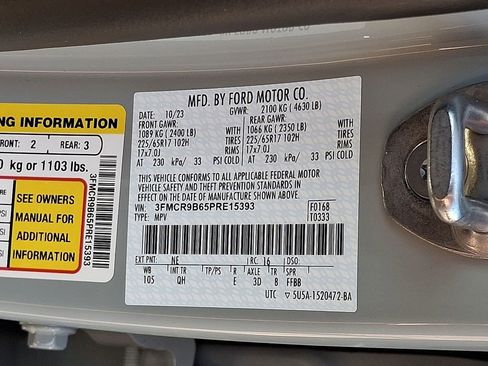 NG INFORMATION
FRONT: 2 REAR: 3
0 kg or 1103 lbs.
SEE OWNERS
MANUAL FOR
ADDITIONAL
INFORMATION
3FMCR9B65PRE15393
MFD. BY FORD MOTOR CO.
DATE: 10/23 GVWR: 2100 KG ( 4630 LB)
FRONT GAWR: REAR GAWR:
1089 KG ( 2400 LB) WITH 1066 KG ( 2350 LB) WITH
225/65R17 102H TIRES 225/65R17 102H TIRES
17x7.0J RIMS 17x7.0J RIMS
AT 230 kPa/ 33 PSI COLD AT 230 kPa/ 33 PSI COLD
THIS VEHICLE CONFORMS TO ALL APPLICABLE FEDERAL MOTOR
VEHICLE SAFETY AND THEFT PREVENTION STANDARDS IN EFFECT ON
THE DATE OF MANUFACTURE SHOWN ABOVE.
VIN: 3FMCR9B65PRE15393 F0168
TYPE: MPV T0333
EXT PNT: NE RC: 16 DSO:
WB INT TR TP/PS R AXLE TR SPR
105 QH E 3D 8 FFBB
UTC 5U5A-1520472-BA